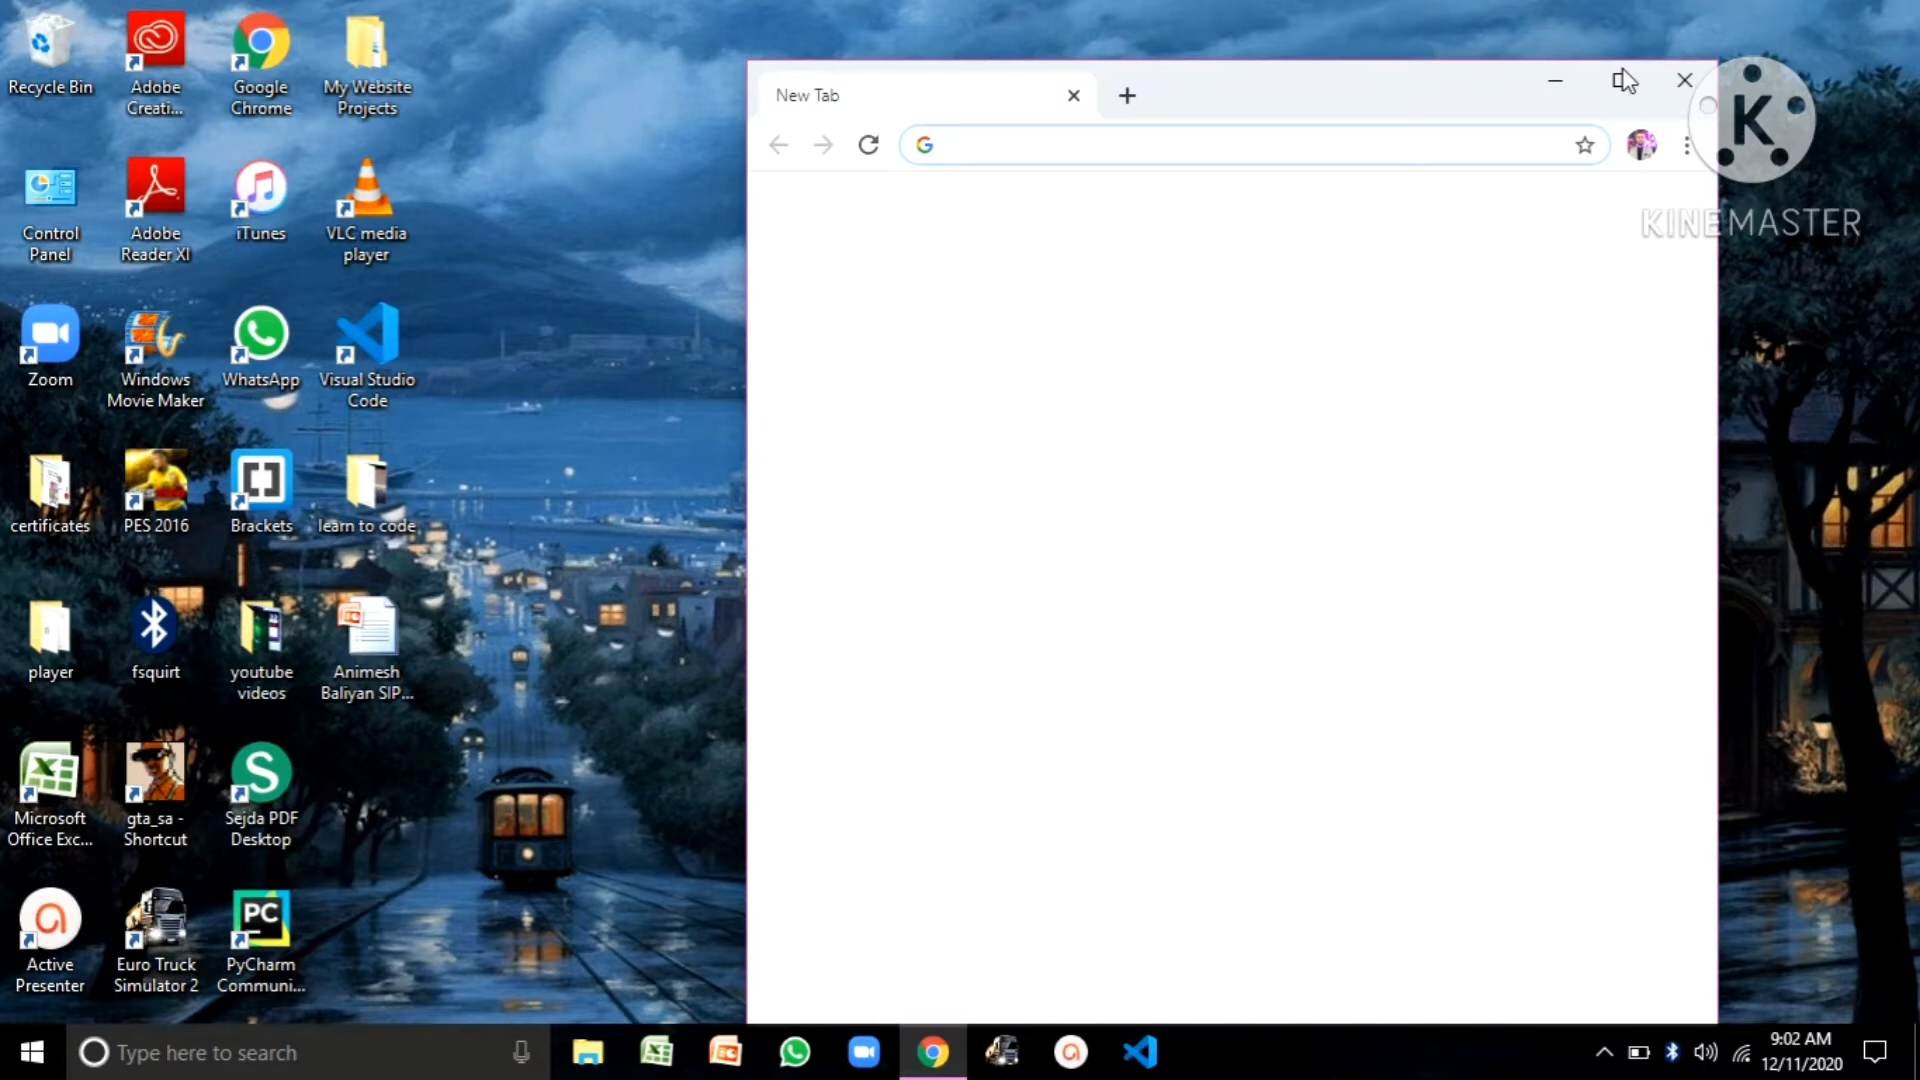 Recycle Bin
Adobe
Creati...
Google
Chrome
My Website
Projects
Control
Panel
Adobe
Reader XI
iTunes
VLC media
player
Zoom
Windows
Movie Maker
WhatsApp
Visual Studio
Code
certificates
PES 2016
Brackets
learn to code
player
fsquirt
youtube
videos
Animesh
Baliyan SIP...
Microsoft
Office Exc...
gta_sa -
Shortcut
Sejda PDF
Desktop
Active
Presenter
Euro Truck
Simulator 2
PC
PyCharm
Communi...
New Tab
K
KINEMASTER
Type here to search
9:02 AM
12/11/2020